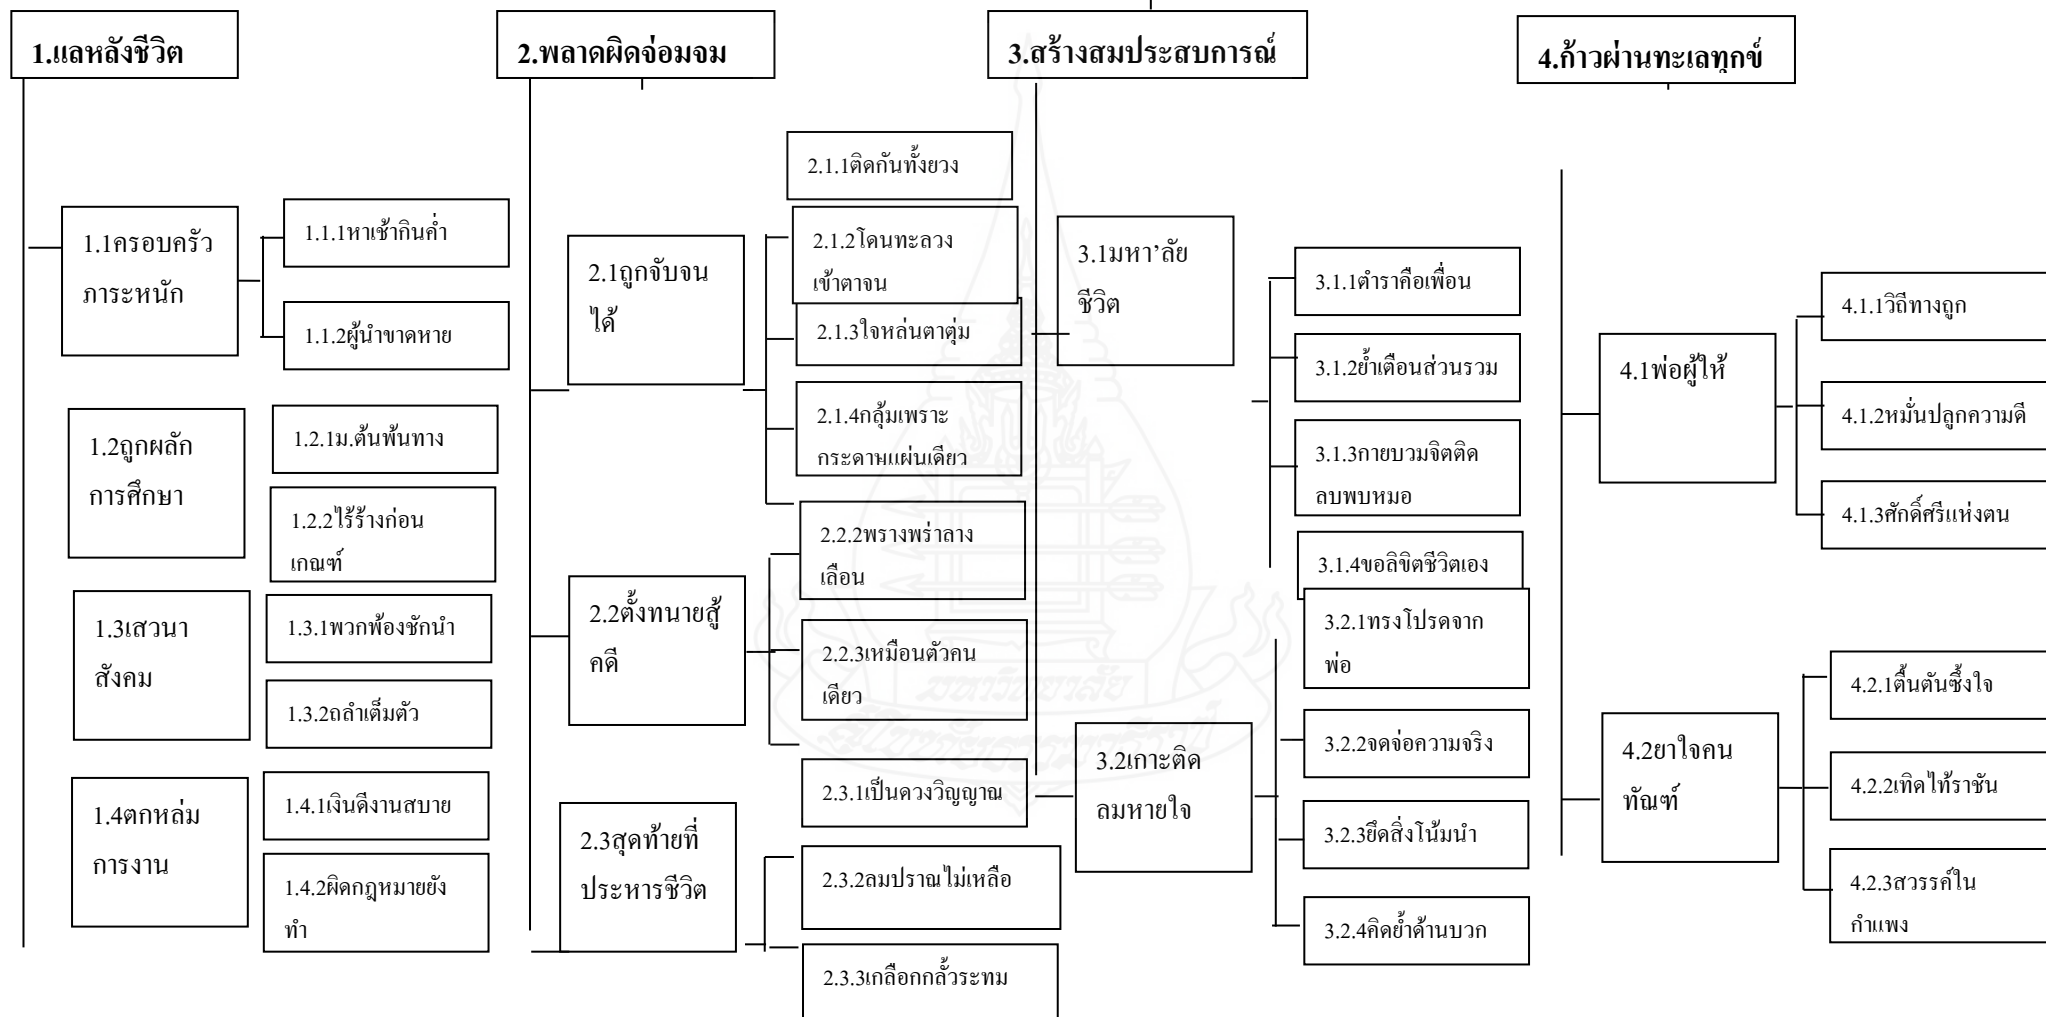 1.แลหลังชีวิต
1.1ครอบครัว
ภาระหนัก
1.1.1หาเช้ากินค่ำ
1.1.2ผู้นำขาดหาย
1.2ถูกผลัก
การศึกษา
1.2.1ม.ต้นพ้นทาง
1.2.2ไร้ร้างก่อน
เกณฑ์
1.3เสวนา
สังคม
1.3.1พวกพ้องชักนำ
1.3.2ถลำเต็มตัว
1.4ตกหล่ม
การงาน
1.4.1เงินดีงานสบาย
1.4.2ผิดกฎหมายยัง
ทำ
2.พลาดผิดจ่อมจม
2.1ถูกจับจน
ได้
2.1.1ติดกันทั้งยวง
2.1.2โดนทะลวง
เข้าตาจน
2.1.3ใจหล่นตาตุ่ม
2.1.4กลุ้มเพราะ
กระดาษแผ่นเดียว
2.2ตั้งทนายสู้
คดี
2.2.2พรางพร่าลาง
เลือน
2.2.3เหมือนตัวคน
เดียว
2.3สุดท้ายที่
ประหารชีวิต
2.3.1เป็นดวงวิญญาณ
2.3.2ลมปราณไม่เหลือ
2.3.3เกลือกกลั้วระทม
3.สร้างสมประสบการณ์
3.1มหา’ลัย
ชีวิต
3.1.1ตำราคือเพื่อน
3.1.2ย้ำเตือนส่วนรวม
3.1.3กายบวมจิตติด
ลบพบหมอ
3.1.4ขอลิขิตชีวิตเอง
3.2เกาะติด
ลมหายใจ
3.2.1ทรงโปรดจาก
พ่อ
3.2.2จดจ่อความจริง
3.2.3ยึดสิ่งโน้มนำ
3.2.4คิดย้ำด้านบวก
4.ก้าวผ่านทะเลทุกข์
4.1พ่อผู้ให้
4.1.1วิถีทางถูก
4.1.2หมั่นปลูกความดี
4.1.3ศักดิ์ศรีแห่งตน
4.2ยาใจคน
ทัณฑ์
4.2.1ตื้นตันซึ้งใจ
4.2.2เทิดไท้ราชัน
4.2.3สวรรค์ใน
กำแพง
มหาวิทยาลัย
สุโขทัยธรรมาธิราช